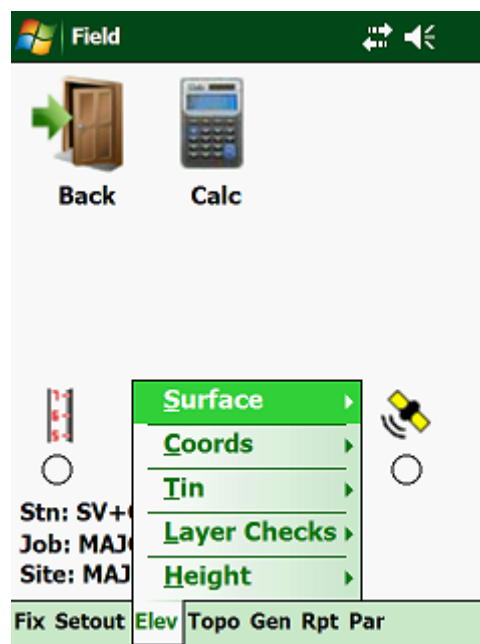 Field
Back Calc
Surface
Coords
Tin
Stn: SV+
Layer Checks
Job: MAJ
Site: MAJ
Height
Fix Setout Elev Topo Gen Rpt Par